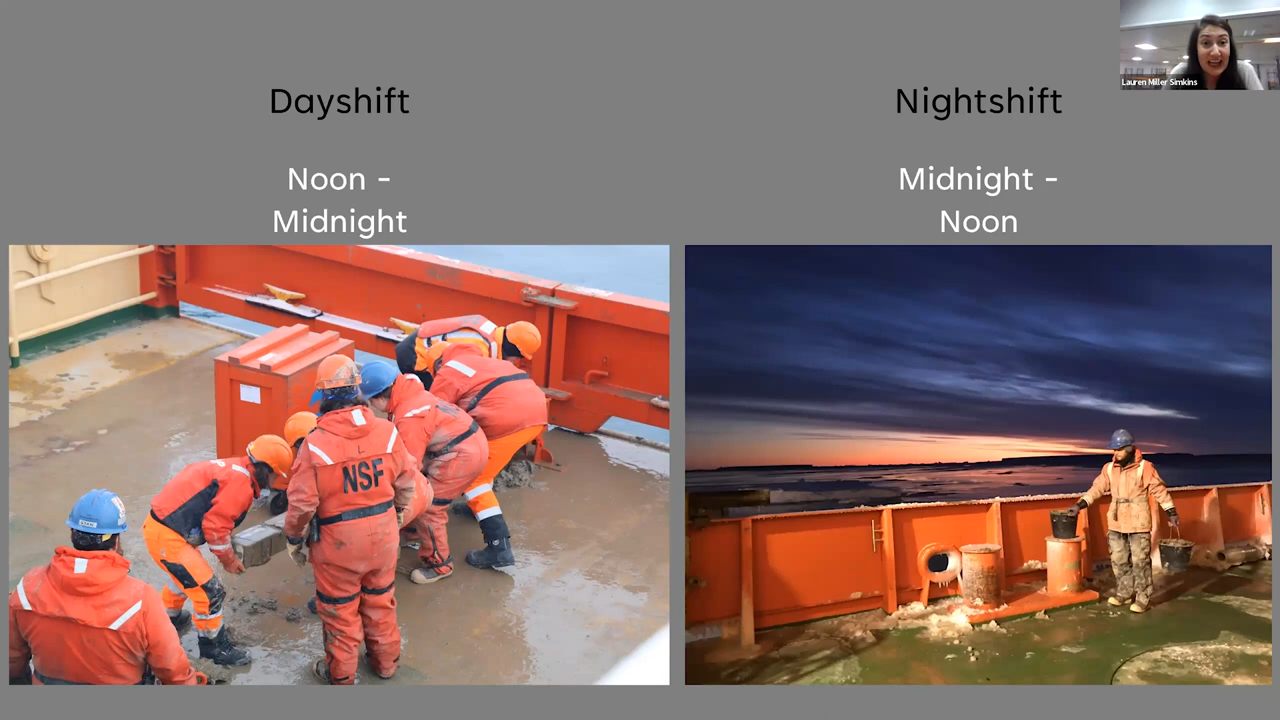 Dayshift
Noon -
Midnight
Nightshift
Midnight -
Noon
Lauren Miller Simkins
NSF